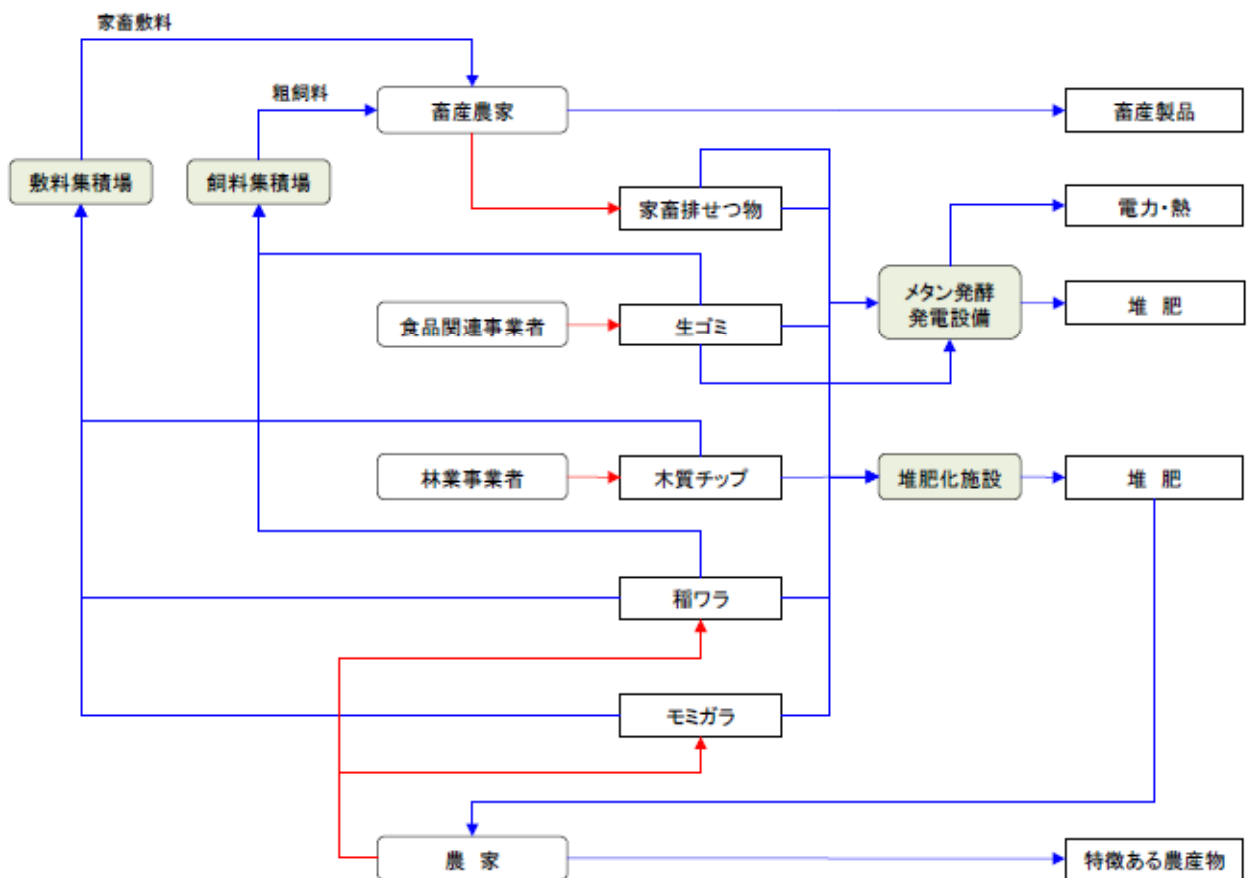 家畜敷料
粗飼料
畜産農家
畜産製品
敷料集積場
飼料集積場
家畜排せつ物
電力・熱
メタン発酵
発電設備
堆 肥
食品関連事業者
生ゴミ
林業事業者
木質チップ
堆肥化施設
堆 肥
稲ワラ
モミガラ
農 家
特徴ある農産物